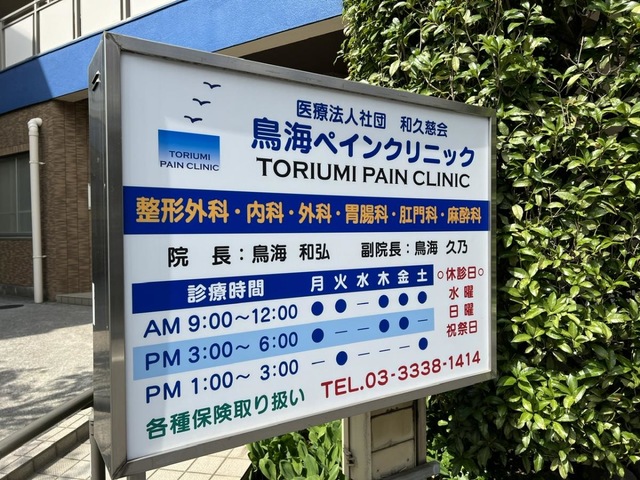 医療法人社団 和久慈会
鳥海ペインクリニック
TORIUMI PAIN CLINIC
TORIUMI
PAIN CLINIC
整形外科・内科・外科・胃腸科・肛門科・麻酔科
院 長：鳥海 和弘 副院長：鳥海 久乃
診療時間 月 火 水 木 金 土
AM 9:00～12:00 ● ● － ● ● ●
PM 3:00～6:00 ● － － ● ● －
PM 1:00～3:00 － ● － － － ●
○休診日○
水曜
日曜
祝祭日
各種保険取り扱い TEL.03-3338-1414